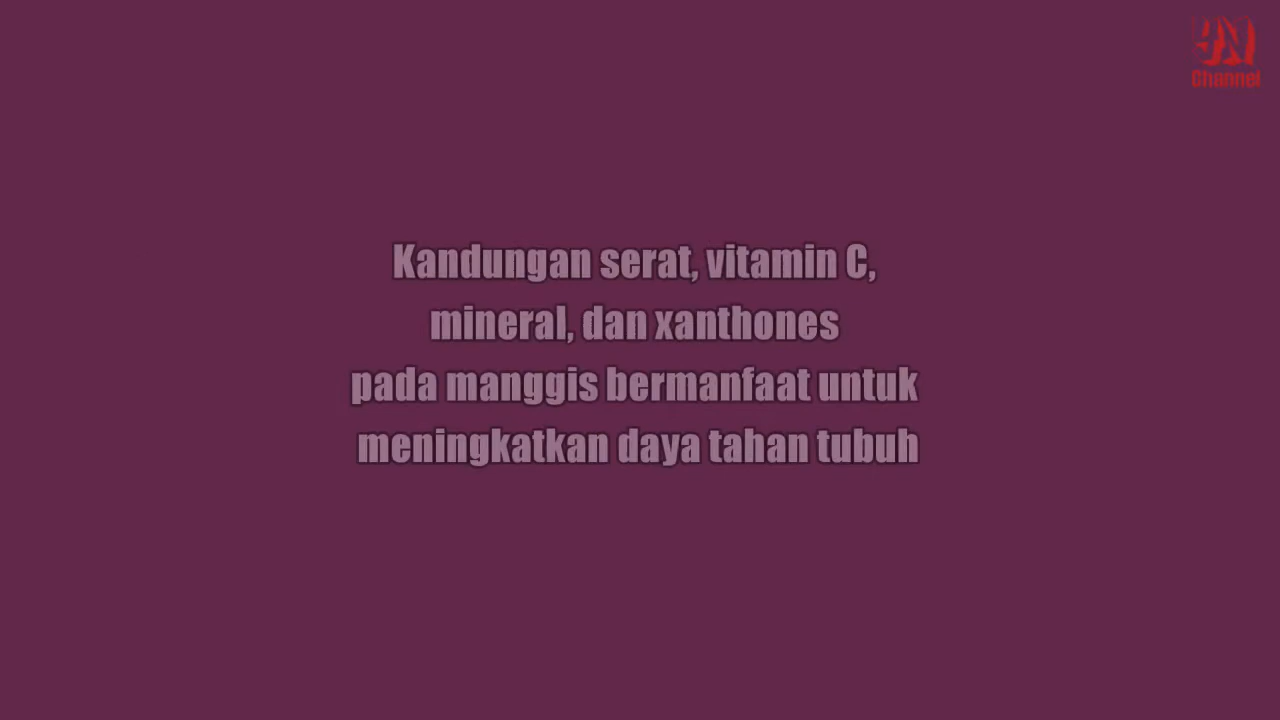 Channel
Kandungan serat, vitamin C,
mineral, dan xanthones
pada manggis bermanfaat untuk
meningkatkan daya tahan tubuh